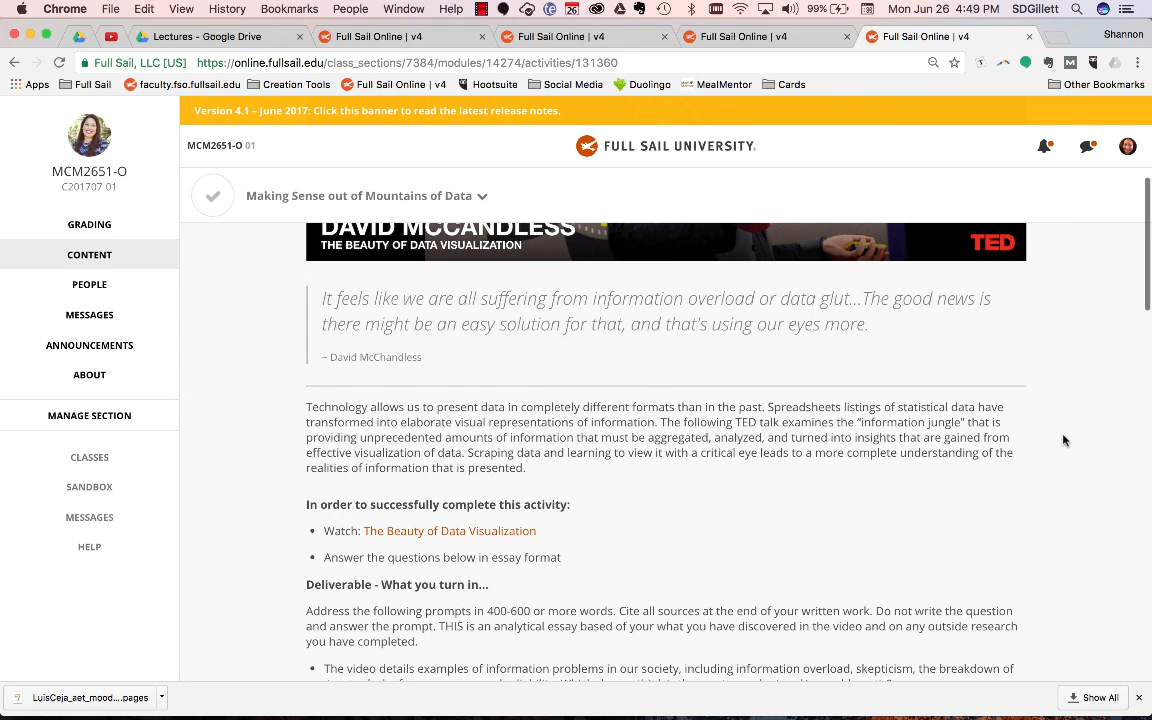 Chrome File Edit View History Bookmarks People Window Help 26 99% Mon Jun 26 4:49 PM SDGillett
Lectures - Google Drive Full Sail Online | v4 Full Sail Online | v4 Full Sail Online | v4 Full Sail Online | v4 Shannon
Full Sail, LLC [US] https://online.fullsail.edu/class_sections/7384/modules/14274/activities/131360
Apps Full Sail faculty.fso.fullsail.edu Creation Tools Full Sail Online | v4 Hootsuite Social Media Duolingo MealMentor Cards Other Bookmarks
Version 4.1 – June 2017: Click this banner to read the latest release notes.
MCM2651-O 01
FULL SAIL UNIVERSITY.
MCM2651-O
C201707 01
Making Sense out of Mountains of Data
GRADING
CONTENT
PEOPLE
MESSAGES
ANNOUNCEMENTS
ABOUT
MANAGE SECTION
CLASSES
SANDBOX
MESSAGES
HELP
DAVID MCCANDLESS
THE BEAUTY OF DATA VISUALIZATION
TED
It feels like we are all suffering from information overload or data glut...The good news is
there might be an easy solution for that, and that's using our eyes more.
~ David McChandless
Technology allows us to present data in completely different formats than in the past. Spreadsheets listings of statistical data have
transformed into elaborate visual representations of information. The following TED talk examines the “information jungle” that is
providing unprecedented amounts of information that must be aggregated, analyzed, and turned into insights that are gained from
effective visualization of data. Scraping data and learning to view it with a critical eye leads to a more complete understanding of the
realities of information that is presented.
In order to successfully complete this activity:
• Watch: The Beauty of Data Visualization
• Answer the questions below in essay format
Deliverable - What you turn in...
Address the following prompts in 400-600 or more words. Cite all sources at the end of your written work. Do not write the question
and answer the prompt. THIS is an analytical essay based of your what you have discovered in the video and on any outside research
you have completed.
• The video details examples of information problems in our society, including information overload, skepticism, the breakdown of
LuisCeja_aet_mood....pages
Show All